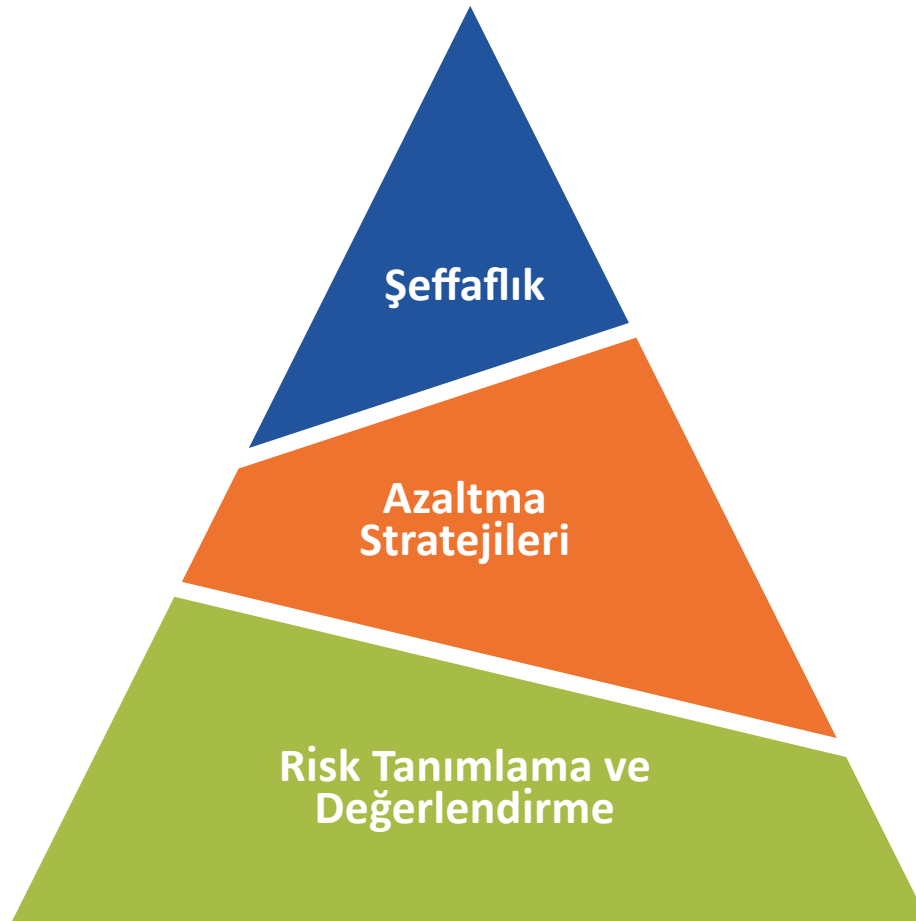 Şeffaflık
Azaltma
Stratejileri
Risk Tanımlama ve
Değerlendirme